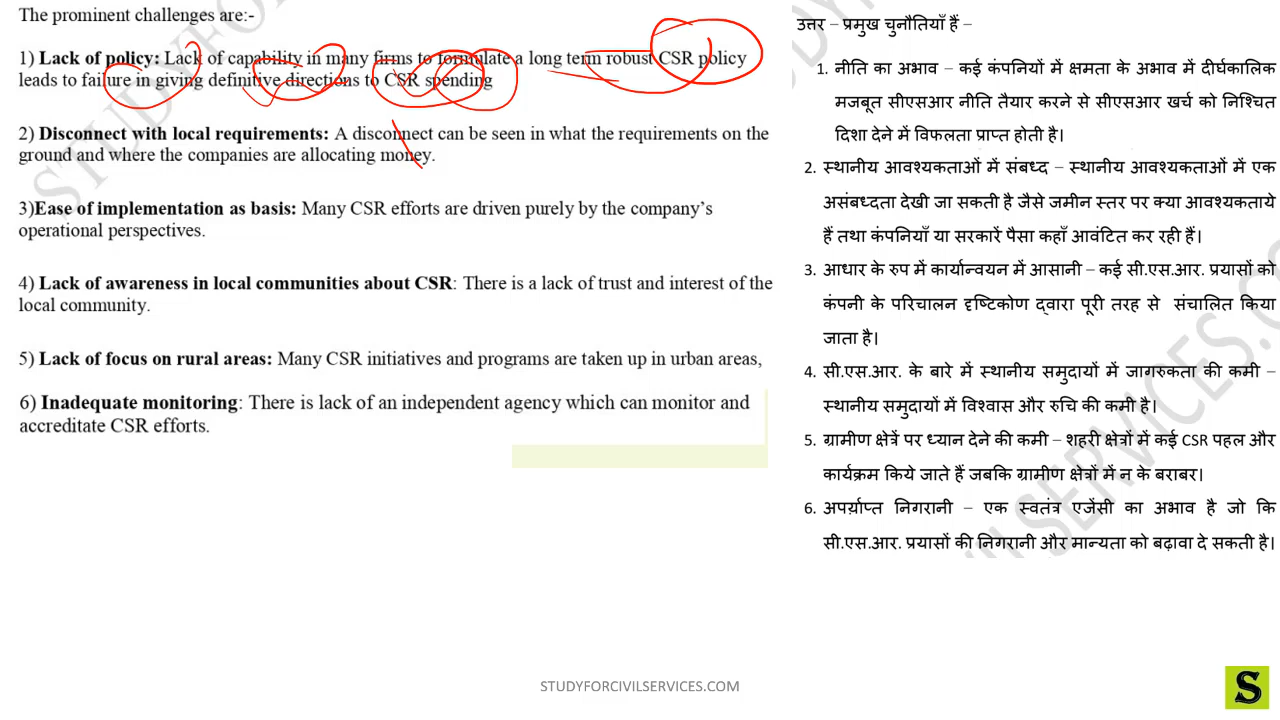 The prominent challenges are:-
1) Lack of policy: Lack of capability in many firms to formulate a long term robust CSR policy
leads to failure in giving definitive directions to CSR spending
2) Disconnect with local requirements: A disconnect can be seen in what the requirements on the
ground and where the companies are allocating money.
3)Ease of implementation as basis: Many CSR efforts are driven purely by the company’s
operational perspectives.
4) Lack of awareness in local communities about CSR: There is a lack of trust and interest of the
local community.
5) Lack of focus on rural areas: Many CSR initiatives and programs are taken up in urban areas,
6) Inadequate monitoring: There is lack of an independent agency which can monitor and
accreditate CSR efforts.
उत्तर – प्रमुख चुनौतियाँ हैं –
1. नीति का अभाव – कई कंपनियों में क्षमता के अभाव में दीर्घकालिक
मजबूत सीएसआर नीति तैयार करने से सीएसआर खर्च को निश्चित
दिशा देने में विफलता प्राप्त होती है।
2. स्थानीय आवश्यकताओं में संबध्द – स्थानीय आवश्यकताओं में एक
असंबध्दता देखी जा सकती है जैसे जमीन स्तर पर क्या आवश्यकताये
हैं तथा कंपनियाँ या सरकारें पैसा कहाँ आवंटित कर रही हैं।
3. आधार के रुप में कार्यान्वयन में आसानी – कई सी.एस.आर. प्रयासों को
कंपनी के परिचालन दृष्टिकोण द्वारा पूरी तरह से संचालित किया
जाता है।
4. सी.एस.आर. के बारे में स्थानीय समुदायों में जागरुकता की कमी –
स्थानीय समुदायों में विश्वास और रुचि की कमी है।
5. ग्रामीण क्षेत्रें पर ध्यान देने की कमी – शहरी क्षेत्रों में कई CSR पहल और
कार्यक्रम किये जाते हैं जबकि ग्रामीण क्षेत्रों में न के बराबर।
6. अपर्य़ाप्त निगरानी – एक स्वतंत्र एजेंसी का अभाव है जो कि
सी.एस.आर. प्रयासों की निगरानी और मान्यता को बढ़ावा दे सकती है।
STUDYFORCIVILSERVICES.COM
S